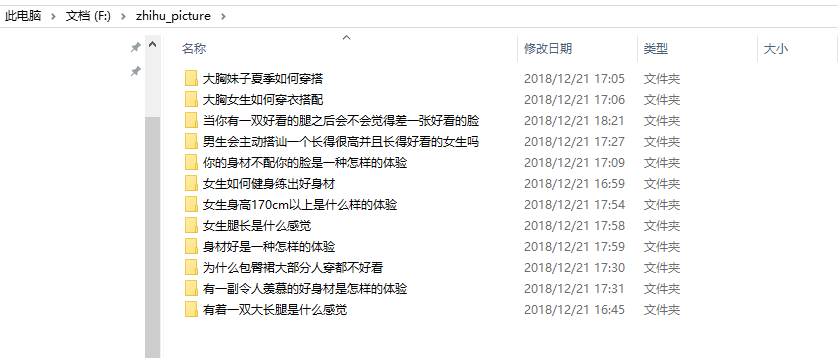 此电脑 › 文档 (F:) › zhihu_picture ›
名称 修改日期 类型 大小
大胸妹子夏季如何穿搭 2018/12/21 17:05 文件夹
大胸女生如何穿衣搭配 2018/12/21 17:06 文件夹
当你有一双好看的腿之后会不会觉得差一张好看的脸 2018/12/21 18:21 文件夹
男生会主动搭讪一个长得很高并且长得好看的女生吗 2018/12/21 17:27 文件夹
你的身材不配你的脸是一种怎样的体验 2018/12/21 17:09 文件夹
女生如何健身练出好身材 2018/12/21 16:59 文件夹
女生身高170cm以上是什么样的体验 2018/12/21 17:54 文件夹
女生腿长是什么感觉 2018/12/21 17:58 文件夹
身材好是一种怎样的体验 2018/12/21 17:59 文件夹
为什么包臀裙大部分人穿都不好看 2018/12/21 17:30 文件夹
有一副令人羡慕的好身材是怎样的体验 2018/12/21 17:31 文件夹
有着一双大长腿是什么感觉 2018/12/21 16:45 文件夹